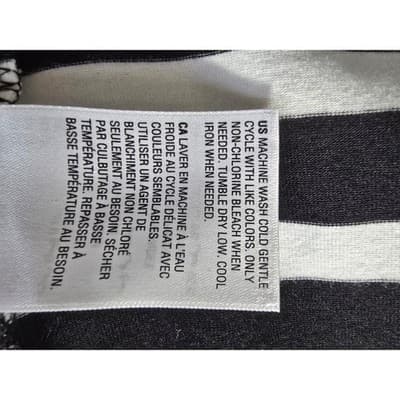 US MACHINE WASH COLD GENTLE
CYCLE WITH LIKE COLORS. ONLY
NON-CHLORINE BLEACH WHEN
NEEDED. TUMBLE DRY LOW. COOL
IRON WHEN NEEDED
CA LAVER EN MACHINE À L'EAU
FROIDE AU CYCLE DÉLICAT AVEC
COULEURS SEMBLABLES.
UTILISER UN AGENT DE
BLANCHIMENT NON CHLORÉ
SEULEMENT AU BESOIN. SÉCHER
PAR CULBUTAGE À BASSE
TEMPÉRATURE. REPASSER À
BASSE TEMPÉRATURE AU BESOIN.